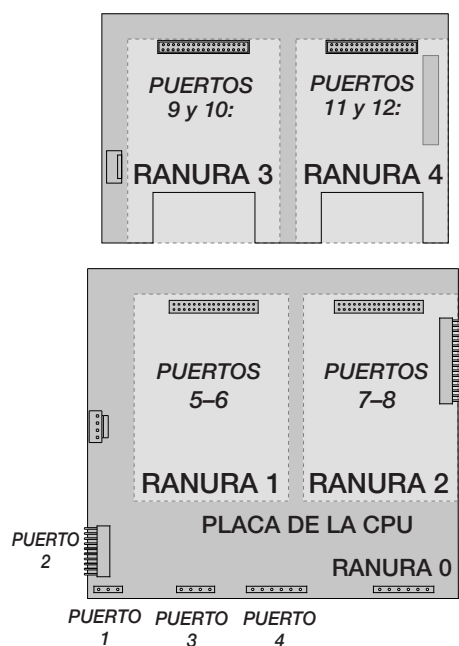 PUERTOS
9 y 10:
PUERTOS
11 y 12:
RANURA 3
RANURA 4
PUERTOS
5–6
PUERTOS
7–8
RANURA 1
RANURA 2
PLACA DE LA CPU
PUERTO
2
RANURA 0
PUERTO
1
PUERTO
3
PUERTO
4